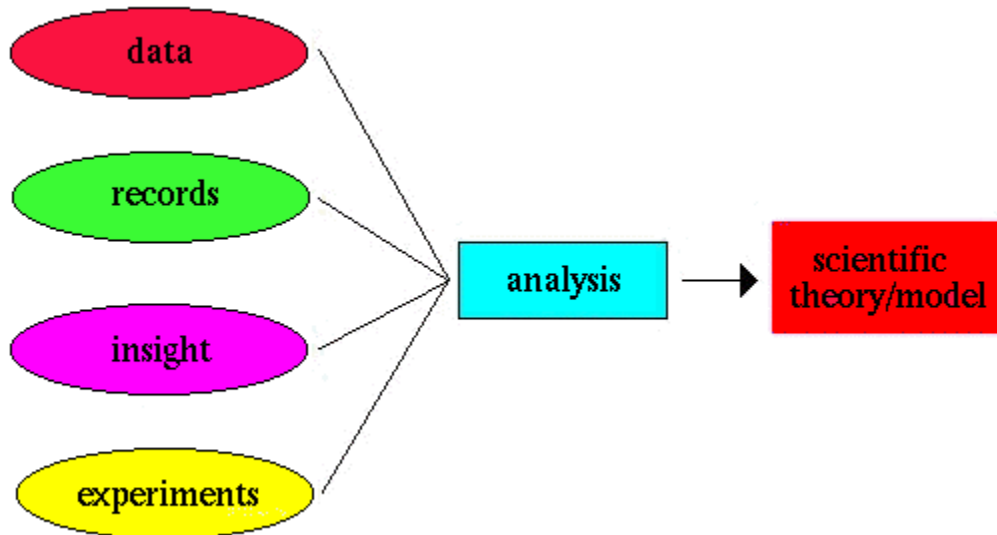 data
records
insight
experiments
analysis
scientific
theory/model